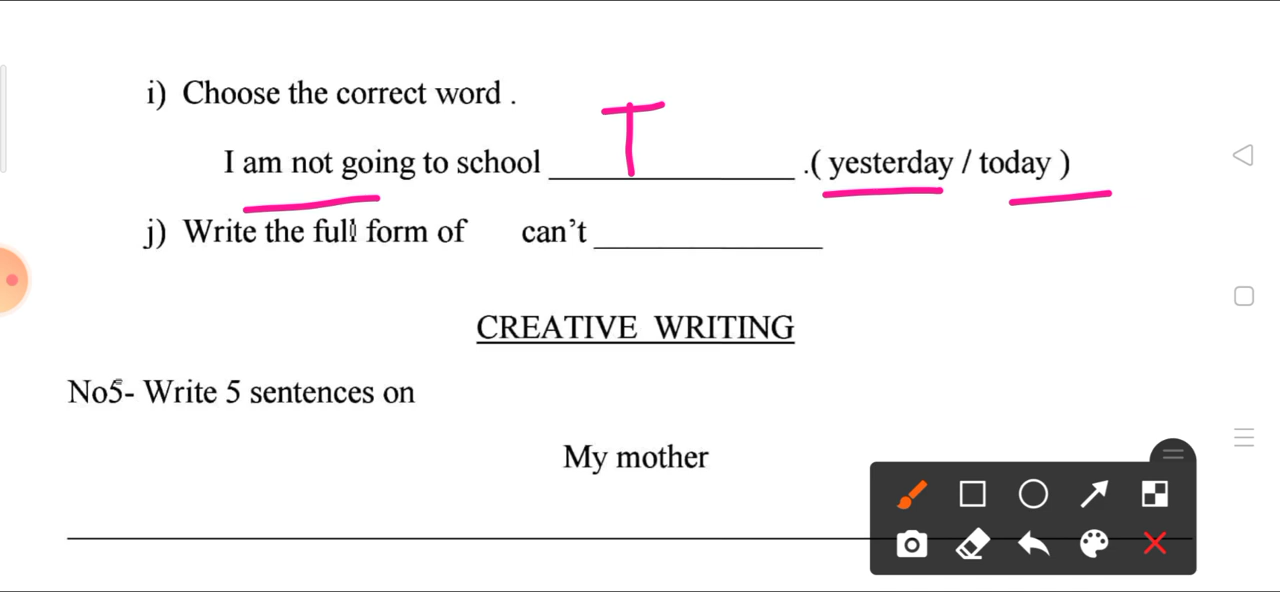 i) Choose the correct word .
T
I am not going to school ____________ .( yesterday / today )
j) Write the full form of can't ____________
CREATIVE WRITING
No5- Write 5 sentences on
My mother